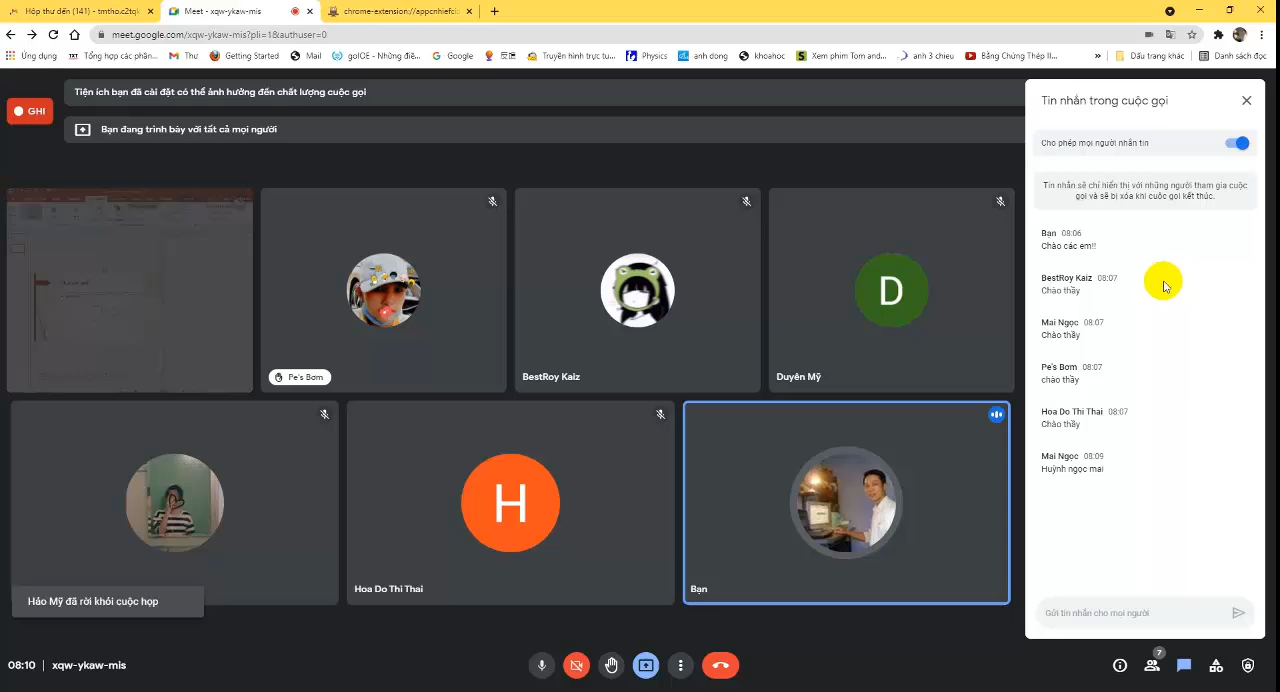 Hộp thư đến (141) - tmtho.c2tqk
Meet - xqw-ykaw-mis
chrome-extension://appcnhiefcic
meet.google.com/xqw-ykaw-mis?pli=1&authuser=0
Ứng dụng
Tổng hợp các phân...
Thư
Getting Started
Mail
goIOE - Những điề...
Google
Truyền hình trực tu...
Physics
anh dong
khoahoc
Xem phim Tom and...
anh 3 chieu
Bằng Chứng Thép II...
»
Dấu trang khác
Danh sách đọc
GHI
Tiện ích bạn đã cài đặt có thể ảnh hưởng đến chất lượng cuộc gọi
Bạn đang trình bày với tất cả mọi người
Pe's Bơm
BestRoy Kaiz
D
Duyên Mỹ
H
Hoa Do Thi Thai
Bạn
Hảo Mỹ đã rời khỏi cuộc họp
Tin nhắn trong cuộc gọi
Cho phép mọi người nhắn tin
Tin nhắn sẽ chỉ hiển thị với những người tham gia cuộc
gọi và sẽ bị xóa khi cuộc gọi kết thúc.
Bạn 08:06
Chào các em!!
BestRoy Kaiz 08:07
Chào thầy
Mai Ngọc 08:07
Chào thầy
Pe's Bơm 08:07
chào thầy
Hoa Do Thi Thai 08:07
Chào thầy
Mai Ngọc 08:09
Huỳnh ngọc mai
Gửi tin nhắn cho mọi người
08:10 | xqw-ykaw-mis
7